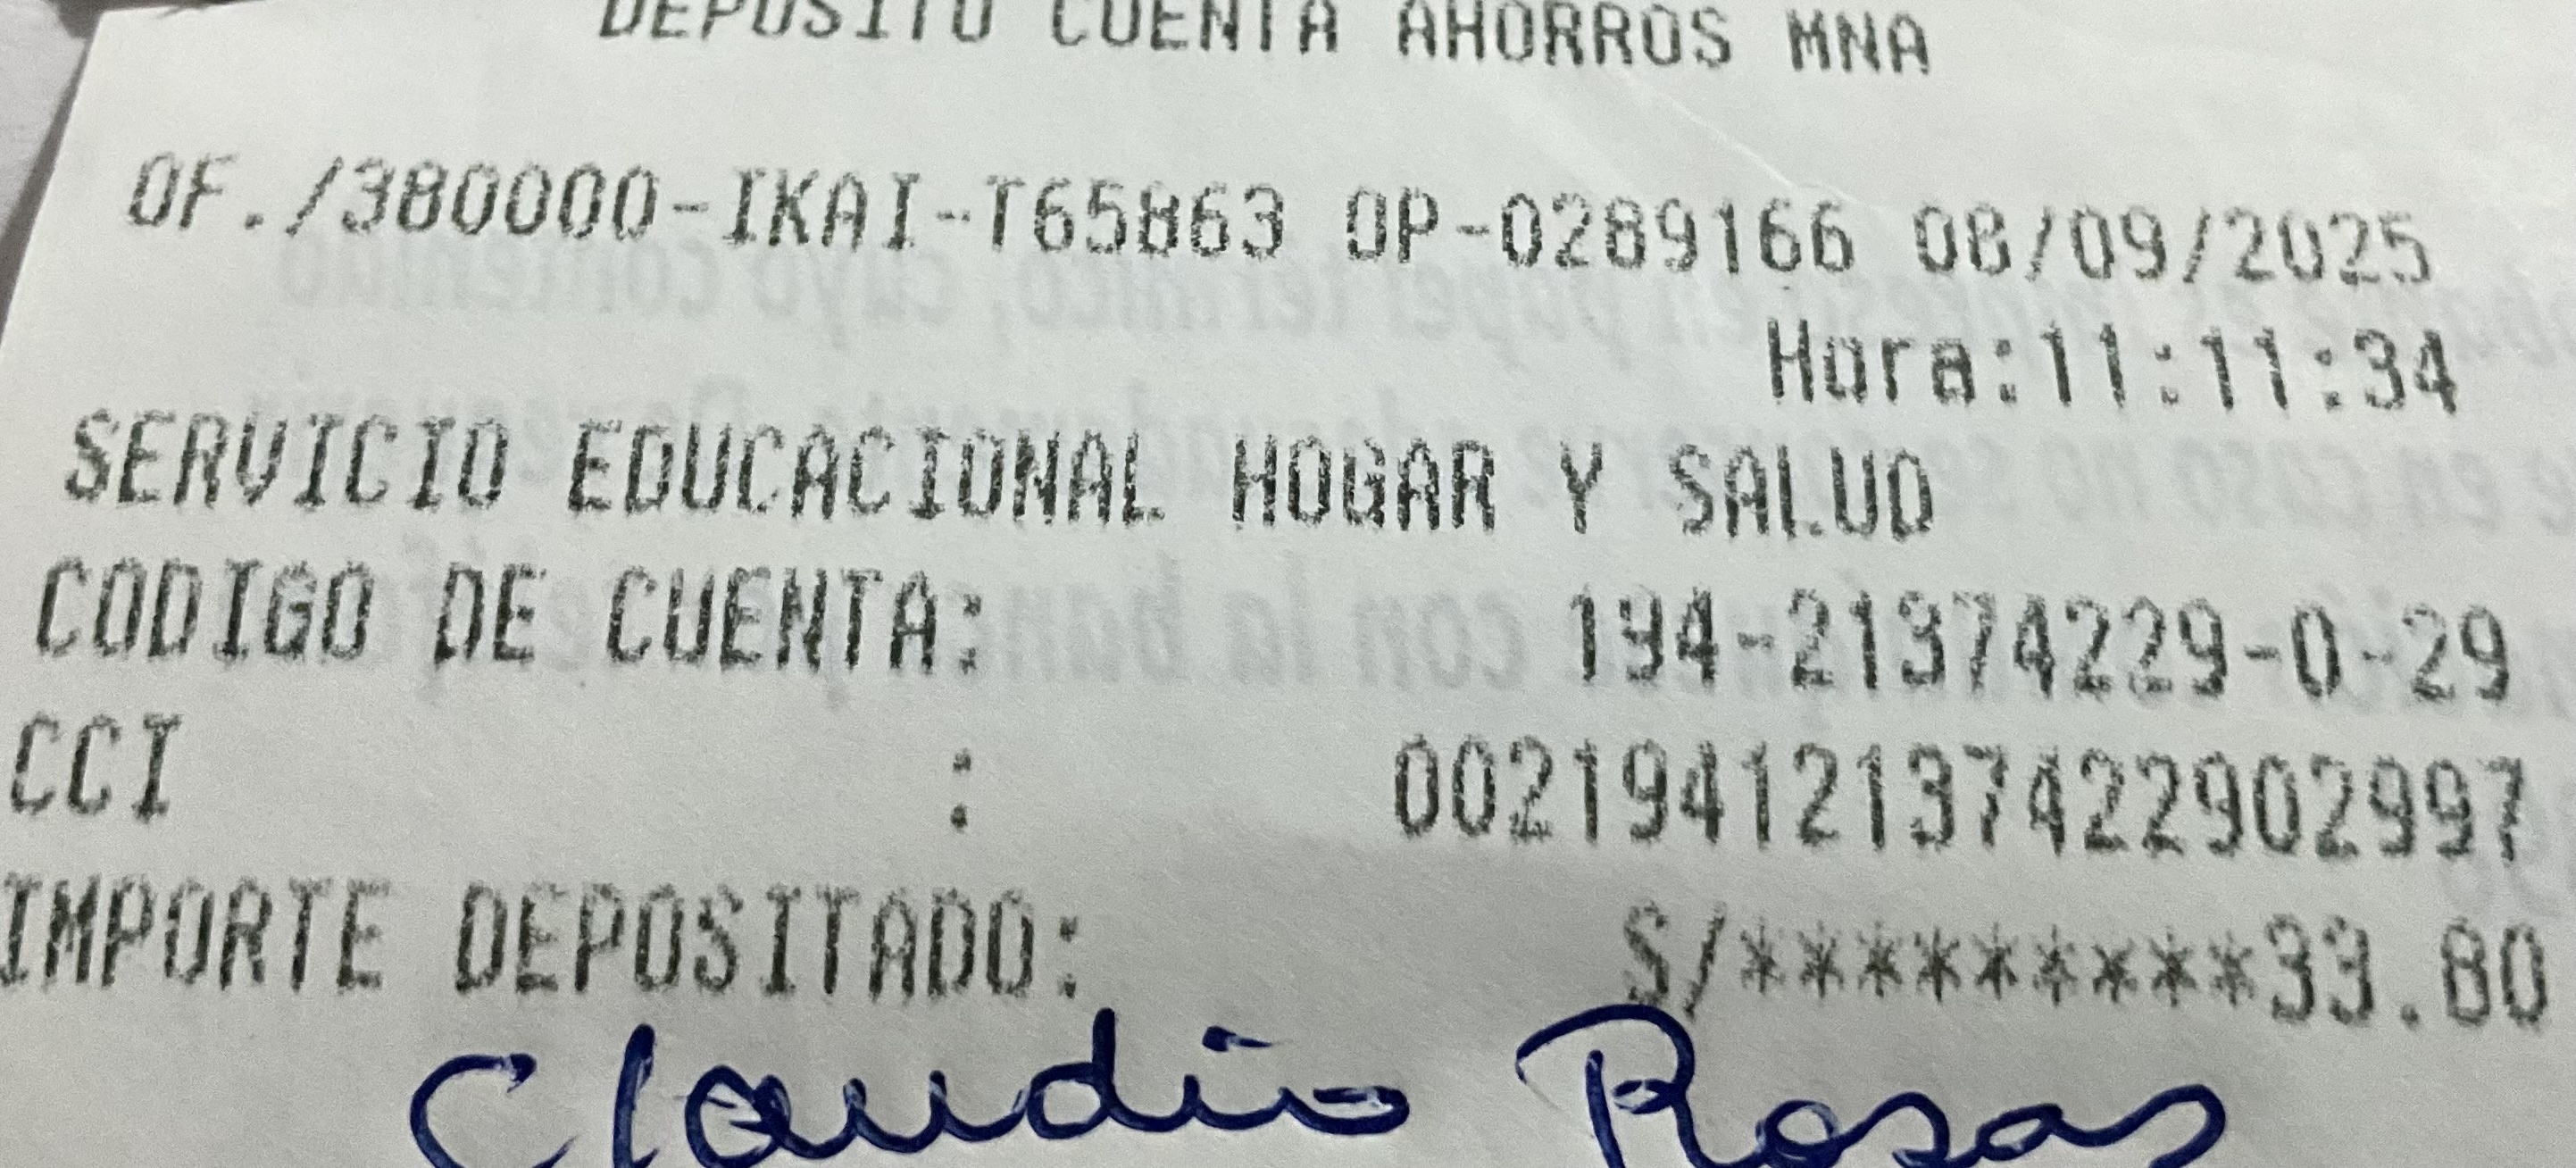 DEPOSITO CUENTA AHORROS MNA
OF./380000-IKAI-T65863 OP-0289166 08/09/2025
Hora:11:11:34
SERVICIO EDUCACIONAL HOGAR Y SALUD
CODIGO DE CUENTA: 194-21374229-0-29
CCI : 00219412137422902997
IMPORTE DEPOSITADO: S/*********33.80
Claudio Rosas